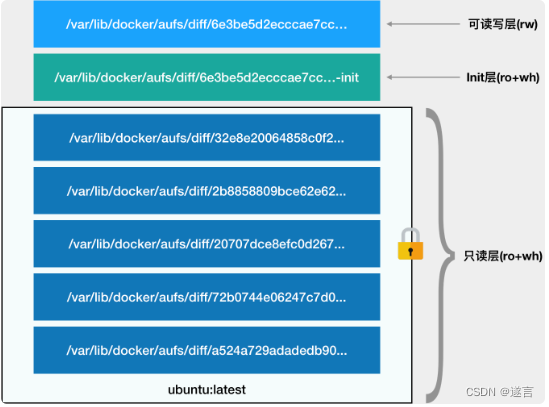 /var/lib/docker/aufs/diff/6e3be5d2ecccae7cc...
可读写层(rw)
/var/lib/docker/aufs/diff/6e3be5d2ecccae7cc...-init
Init层(ro+wh)
/var/lib/docker/aufs/diff/32e8e20064858c0f2...
/var/lib/docker/aufs/diff/2b8858809bce62e62...
/var/lib/docker/aufs/diff/20707dce8efc0d267...
只读层(ro+wh)
/var/lib/docker/aufs/diff/72b0744e06247c7d0...
/var/lib/docker/aufs/diff/a524a729adadedb90...
ubuntu:latest
CSDN @遂言